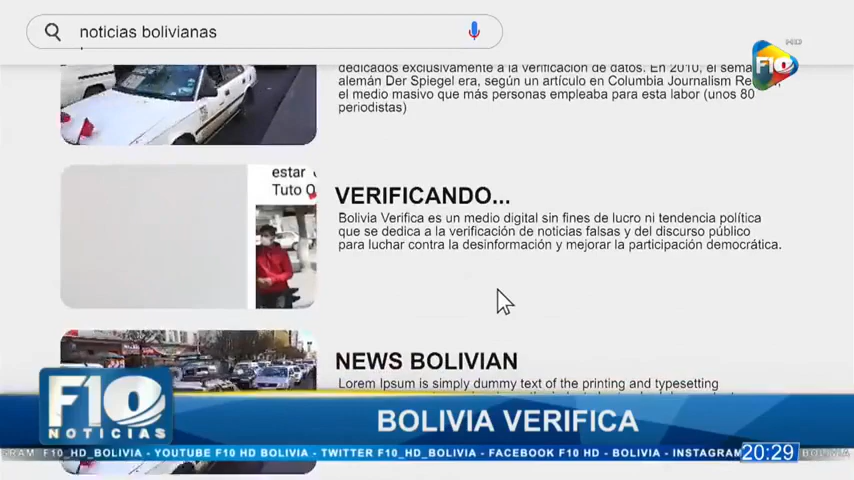 noticias bolivianas
HD
F10
dedicados exclusivamente a la verificación de datos. En 2010, el
alemán Der Spiegel era, según un artículo en Columbia Journalism
el medio masivo que más personas empleaba para esta labor (unos 80
periodistas)
estar
Tuto
VERIFICANDO...
Bolivia Verifica es un medio digital sin fines de lucro ni tendencia política
que se dedica a la verificación de noticias falsas y del discurso público
para luchar contra la desinformación y mejorar la participación democrática.
NEWS BOLIVIAN
Lorem Ipsum is simply dummy text of the printing and typesetting
F10
NOTICIAS
BOLIVIA VERIFICA
GRAM F10_HD_BOLIVIA - YOUTUBE F10 HD BOLIVIA - TWITTER F10_HD_BOLIVIA - FACEBOOK F10 HD - BOLIVIA - INSTAGRAM
20:29
BOLIVIA